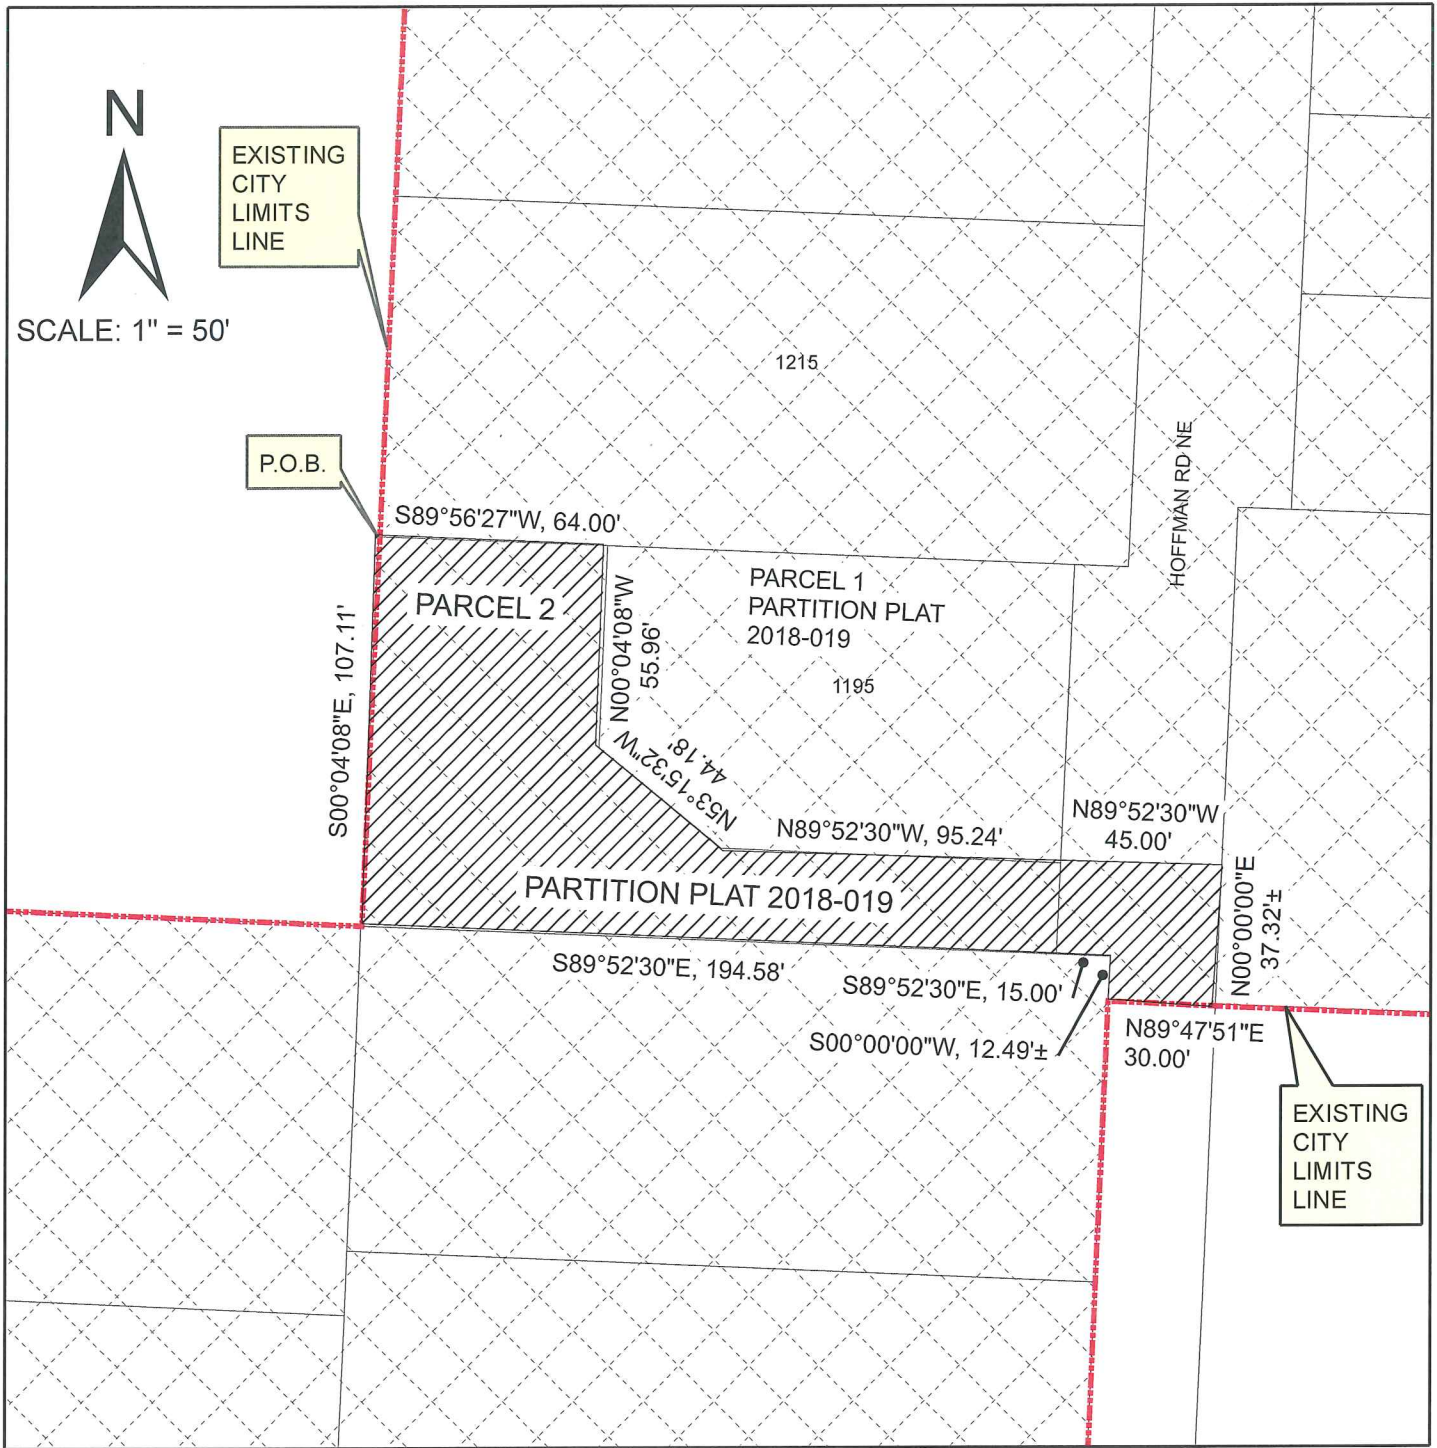 N
SCALE: 1" = 50'
EXISTING
CITY
LIMITS
LINE
1215
HOFFMAN RD NE
P.O.B.
S89°56'27"W, 64.00'
PARCEL 2
S00°04'08"E, 107.11'
N00°04'08"W
55.96'
PARCEL 1
PARTITION PLAT
2018-019
1195
N53°15'32"W
44.18'
N89°52'30"W, 95.24'
N89°52'30"W
45.00'
PARTITION PLAT 2018-019
N00°00'00"E
37.32'±
S89°52'30"E, 194.58'
S89°52'30"E, 15.00'
S00°00'00"W, 12.49'±
N89°47'51"E
30.00'
EXISTING
CITY
LIMITS
LINE